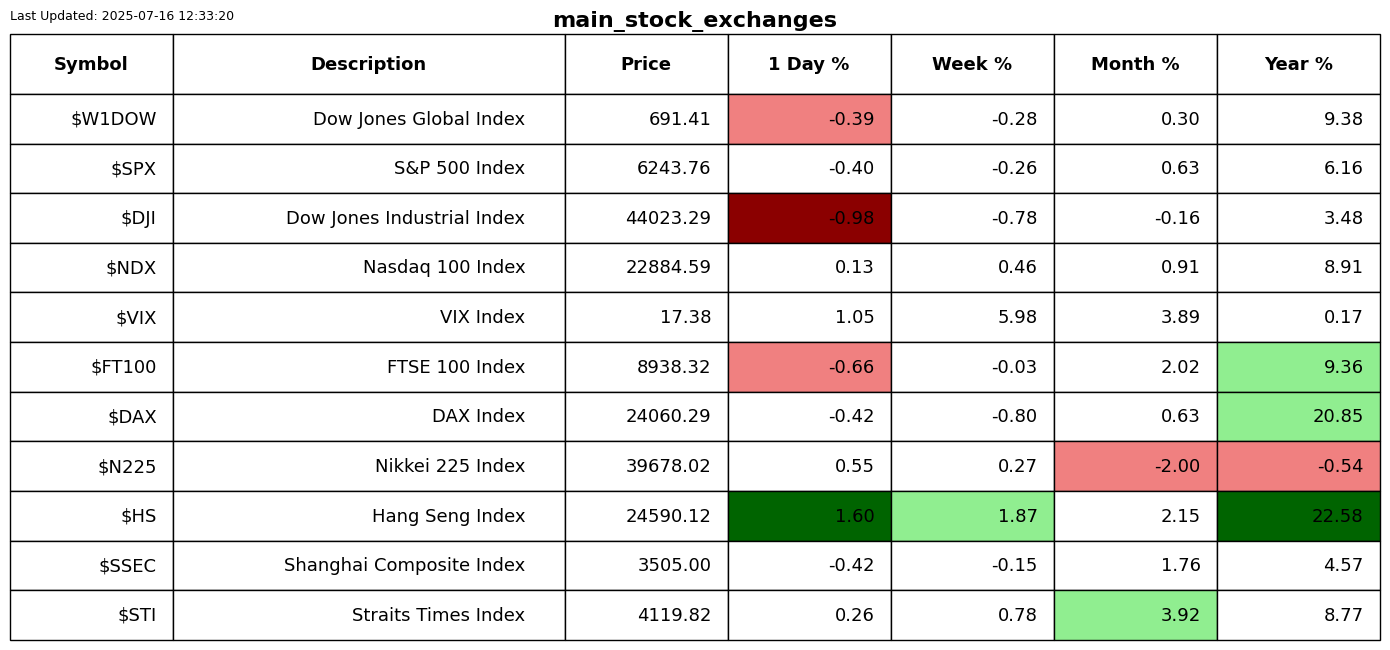 Last Updated: 2025-07-16 12:33:20
main_stock_exchanges
Symbol Description Price 1 Day % Week % Month % Year %
$W1DOW Dow Jones Global Index 691.41 -0.39 -0.28 0.30 9.38
$SPX S&P 500 Index 6243.76 -0.40 -0.26 0.63 6.16
$DJI Dow Jones Industrial Index 44023.29 -0.98 -0.78 -0.16 3.48
$NDX Nasdaq 100 Index 22884.59 0.13 0.46 0.91 8.91
$VIX VIX Index 17.38 1.05 5.98 3.89 0.17
$FT100 FTSE 100 Index 8938.32 -0.66 -0.03 2.02 9.36
$DAX DAX Index 24060.29 -0.42 -0.80 0.63 20.85
$N225 Nikkei 225 Index 39678.02 0.55 0.27 -2.00 -0.54
$HS Hang Seng Index 24590.12 1.60 1.87 2.15 22.58
$SSEC Shanghai Composite Index 3505.00 -0.42 -0.15 1.76 4.57
$STI Straits Times Index 4119.82 0.26 0.78 3.92 8.77